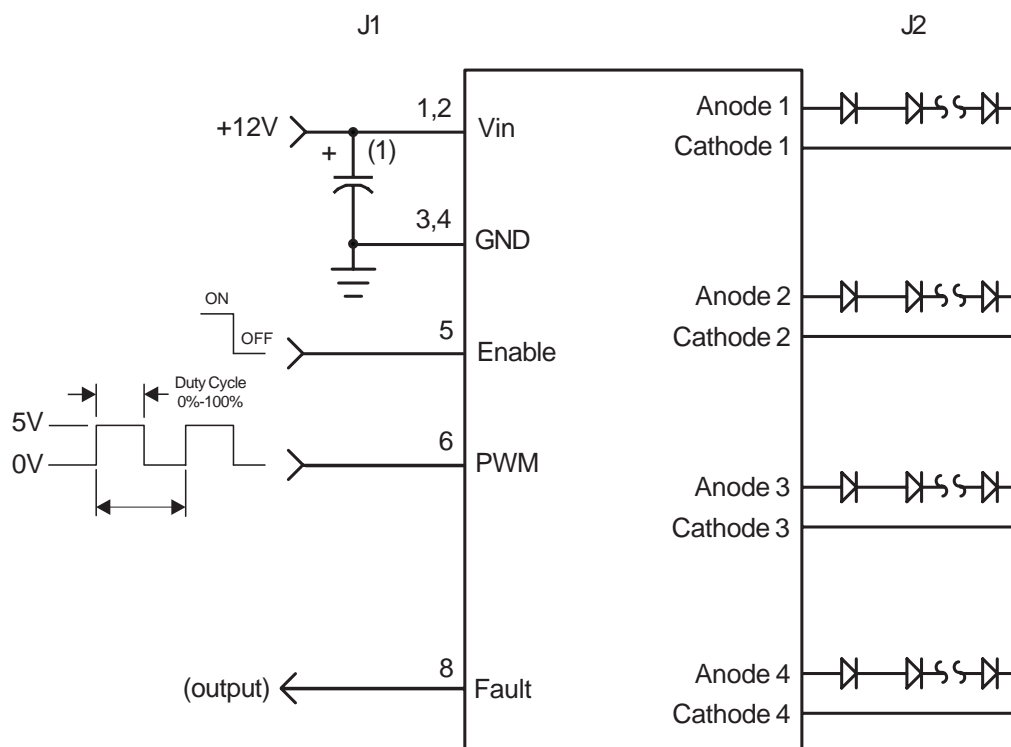 J1
J2
+12V
1,2
Vin
+
(1)
3,4
GND
ON
OFF
5
Enable
Duty Cycle
0%-100%
5V
0V
6
PWM
(output)
8
Fault
Anode 1
Cathode 1
Anode 2
Cathode 2
Anode 3
Cathode 3
Anode 4
Cathode 4